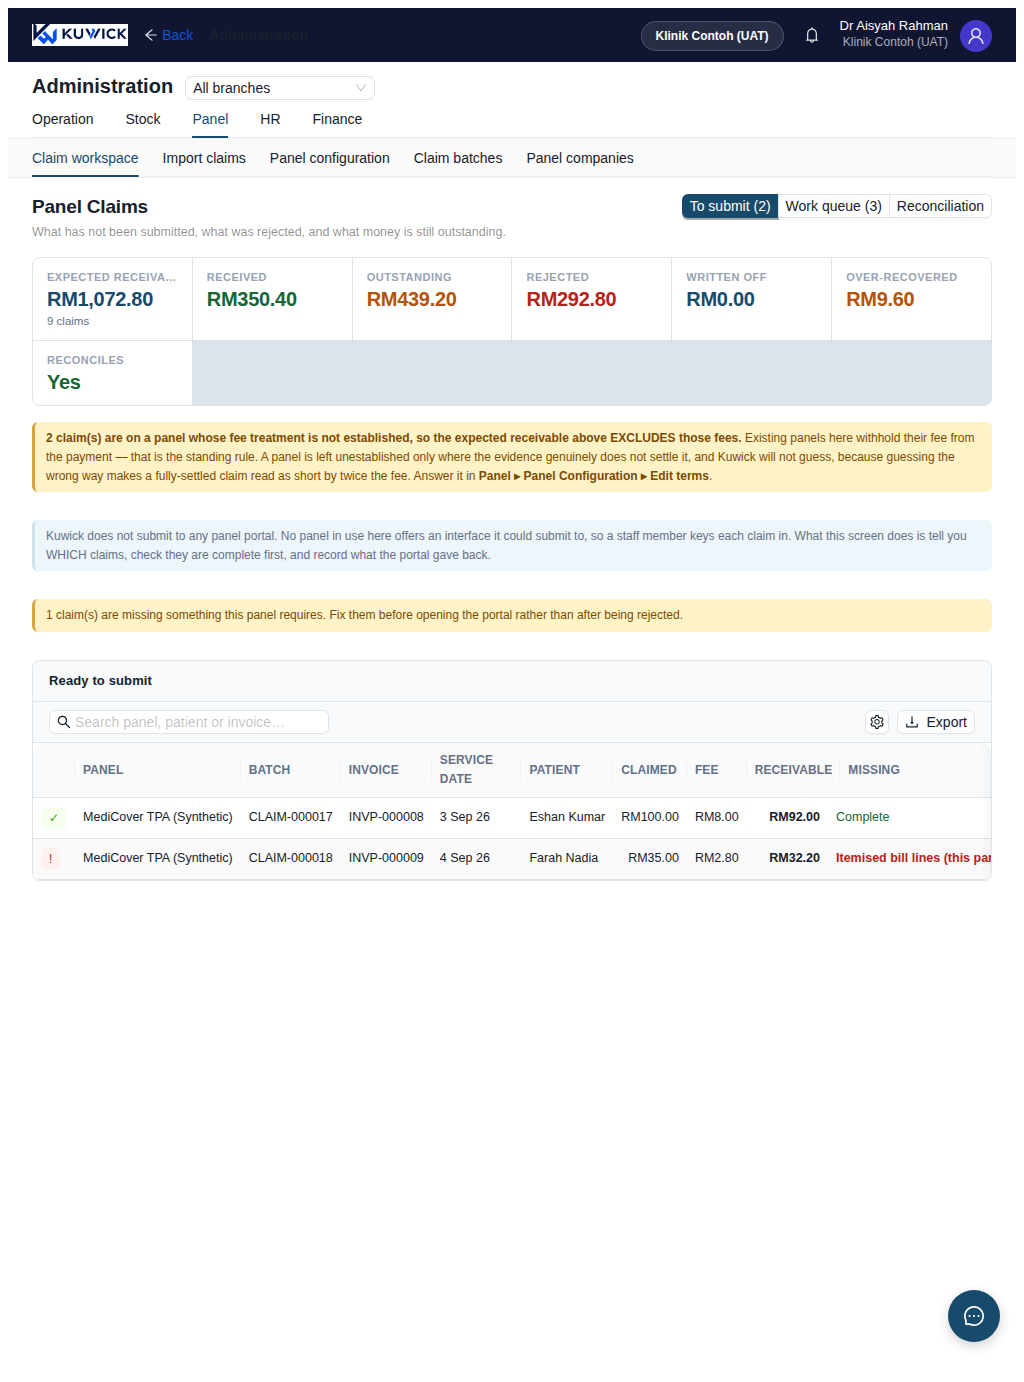 KUWICK
Back
Administration
Klinik Contoh (UAT)
Dr Aisyah Rahman
Klinik Contoh (UAT)
Administration
All branches
Operation
Stock
Panel
HR
Finance
Claim workspace
Import claims
Panel configuration
Claim batches
Panel companies
Panel Claims
To submit (2)
Work queue (3)
Reconciliation
What has not been submitted, what was rejected, and what money is still outstanding.
EXPECTED RECEIVA...
RM1,072.80
9 claims
RECEIVED
RM350.40
OUTSTANDING
RM439.20
REJECTED
RM292.80
WRITTEN OFF
RM0.00
OVER-RECOVERED
RM9.60
RECONCILES
Yes
2 claim(s) are on a panel whose fee treatment is not established, so the expected receivable above EXCLUDES those fees. Existing panels here withhold their fee from
the payment — that is the standing rule. A panel is left unestablished only where the evidence genuinely does not settle it, and Kuwick will not guess, because guessing the
wrong way makes a fully-settled claim read as short by twice the fee. Answer it in Panel ▸ Panel Configuration ▸ Edit terms.
Kuwick does not submit to any panel portal. No panel in use here offers an interface it could submit to, so a staff member keys each claim in. What this screen does is tell you
WHICH claims, check they are complete first, and record what the portal gave back.
1 claim(s) are missing something this panel requires. Fix them before opening the portal rather than after being rejected.
Ready to submit
Search panel, patient or invoice…
Export
PANEL BATCH INVOICE SERVICE DATE PATIENT CLAIMED FEE RECEIVABLE MISSING
✓ MediCover TPA (Synthetic) CLAIM-000017 INVP-000008 3 Sep 26 Eshan Kumar RM100.00 RM8.00 RM92.00 Complete
! MediCover TPA (Synthetic) CLAIM-000018 INVP-000009 4 Sep 26 Farah Nadia RM35.00 RM2.80 RM32.20 Itemised bill lines (this par